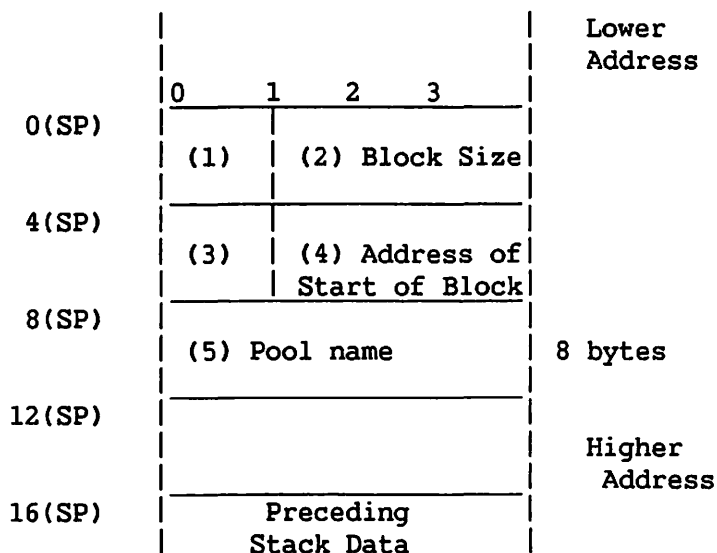 Lower
Address
0 1 2 3
0(SP)
(1) (2) Block Size
4(SP)
(3) (4) Address of
Start of Block
8(SP)
(5) Pool name 8 bytes
12(SP)
Higher
Address
16(SP) Preceding
Stack Data